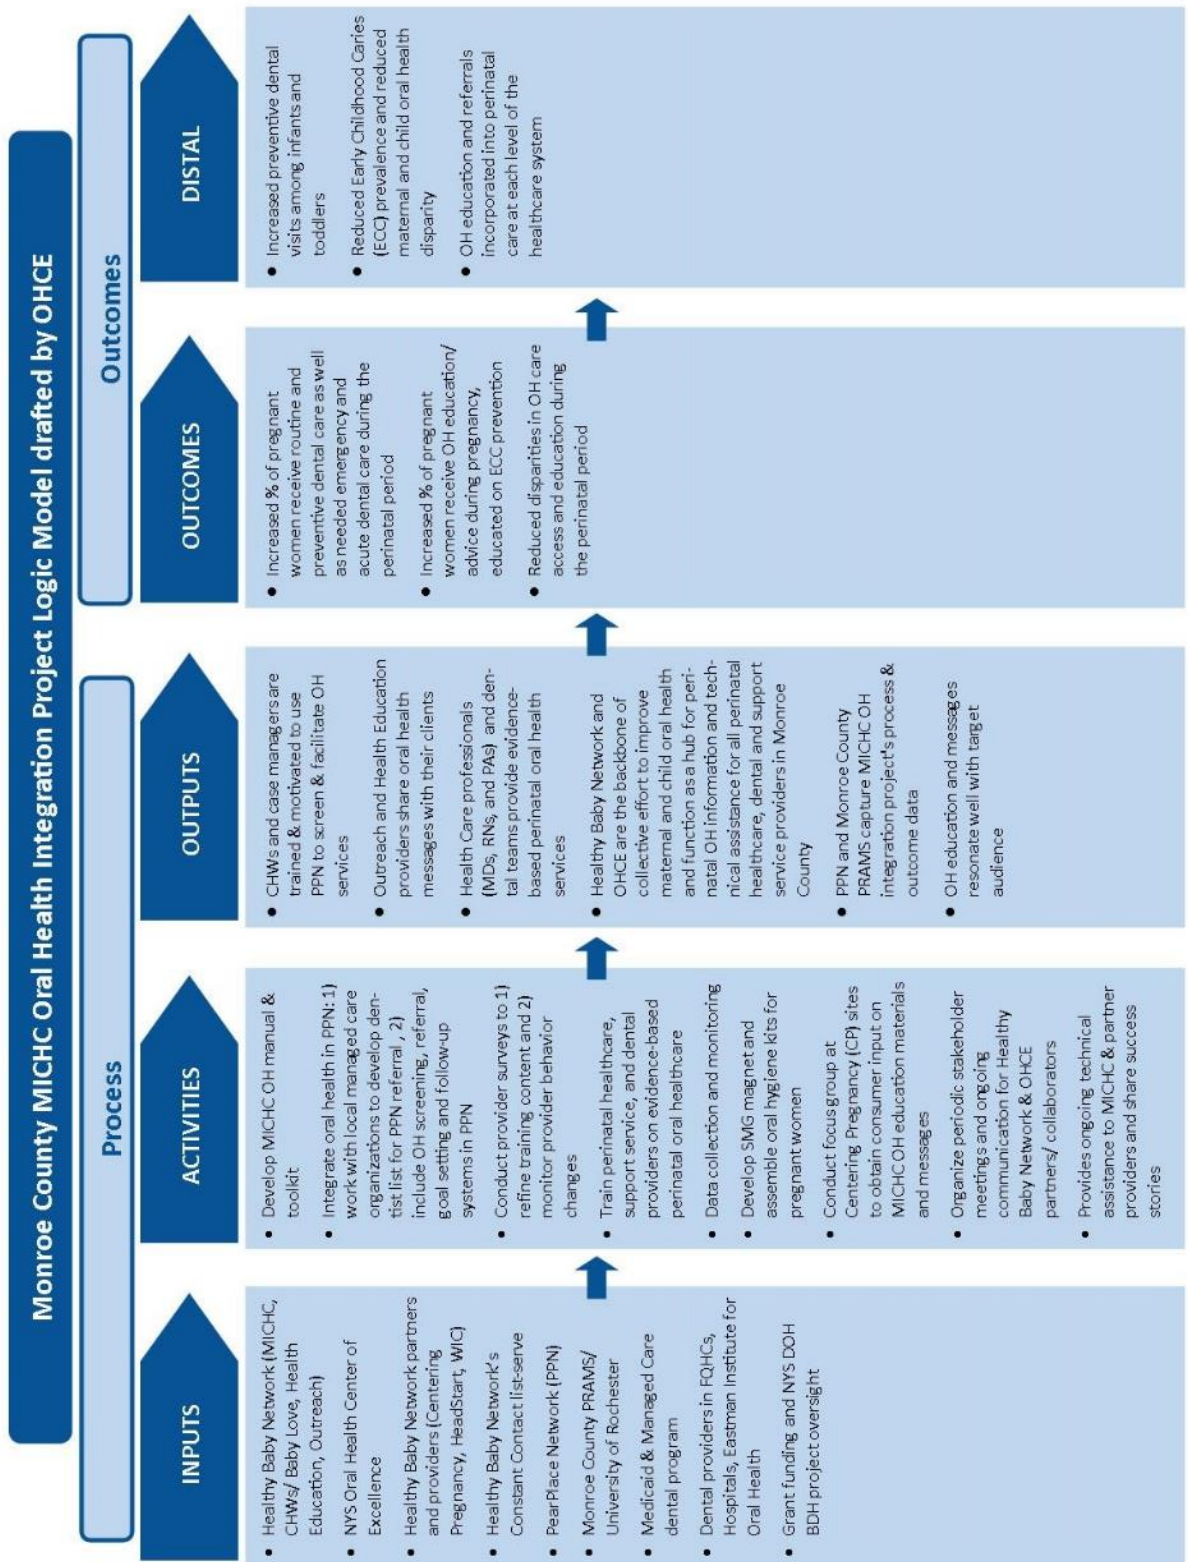 Monroe County MICHC Oral Health Integration Project Logic Model drafted by OHCE
Process
Outcomes
INPUTS
• Healthy Baby Network (MICHC,
CHWs/ Baby Love, Health
Education, Outreach)
• NYS Oral Health Center of
Excellence
• Healthy Baby Network partners
and providers (Centering
Pregnancy, HeadStart, WIC)
• Healthy Baby Network's
Constant Contact list-serve
• PearPlace Network (PPN)
• Monroe County PRAMS/
University of Rochester
• Medicaid & Managed Care
dental program
• Dental providers in FQHCs,
Hospitals, Eastman Institute for
Oral Health
• Grant funding and NYS DOH
BDH project oversight
ACTIVITIES
• Develop MICHC OH manual &
toolkit
• Integrate oral health in PPN: 1)
work with local managed care
organizations to develop den-
tist list for PPN referral , 2)
include OH screening, referral,
goal setting and follow-up
systems in PPN
• Conduct provider surveys to 1)
refine training content and 2)
monitor provider behavior
changes
• Train perinatal healthcare,
support service, and dental
providers on evidence-based
perinatal oral healthcare
• Data collection and monitoring
• Develop SMG magnet and
assemble oral hygiene kits for
pregnant women
• Conduct focus group at
Centering Pregnancy (CP) sites
to obtain consumer input on
MICHC OH education materials
and messages
• Organize periodic stakeholder
meetings and ongoing
communication for Healthy
Baby Network & OHCE
partners/ collaborators
• Provides ongoing technical
assistance to MICHC & partner
providers and share success
stories
OUTPUTS
• CHWs and case managers are
trained & motivated to use
PPN to screen & facilitate OH
services
• Outreach and Health Education
providers share oral health
messages with their clients
• Health Care professionals
(MDs, RNs, and PAs) and den-
tal teams provide evidence-
based perinatal oral health
services
• Healthy Baby Network and
OHCE are the backbone of
collective effort to improve
maternal and child oral health
and function as a hub for peri-
natal OH information and tech-
nical assistance for all perinatal
healthcare, dental and support
service providers in Monroe
County
• PPN and Monroe County
PRAMS capture MICHC OH
integration project's process &
outcome data
• OH education and messages
resonate well with target
audience
OUTCOMES
• Increased % of pregnant
women receive routine and
preventive dental care as well
as needed emergency and
acute dental care during the
perinatal period
• Increased % of pregnant
women receive OH education/
advice during pregnancy,
educated on ECC prevention
• Reduced disparities in OH care
access and education during
the perinatal period
DISTAL
• Increased preventive dental
visits among infants and
toddlers
• Reduced Early Childhood Caries
(ECC) prevalence and reduced
maternal and child oral health
disparity
• OH education and referrals
incorporated into perinatal
care at each level of the
healthcare system